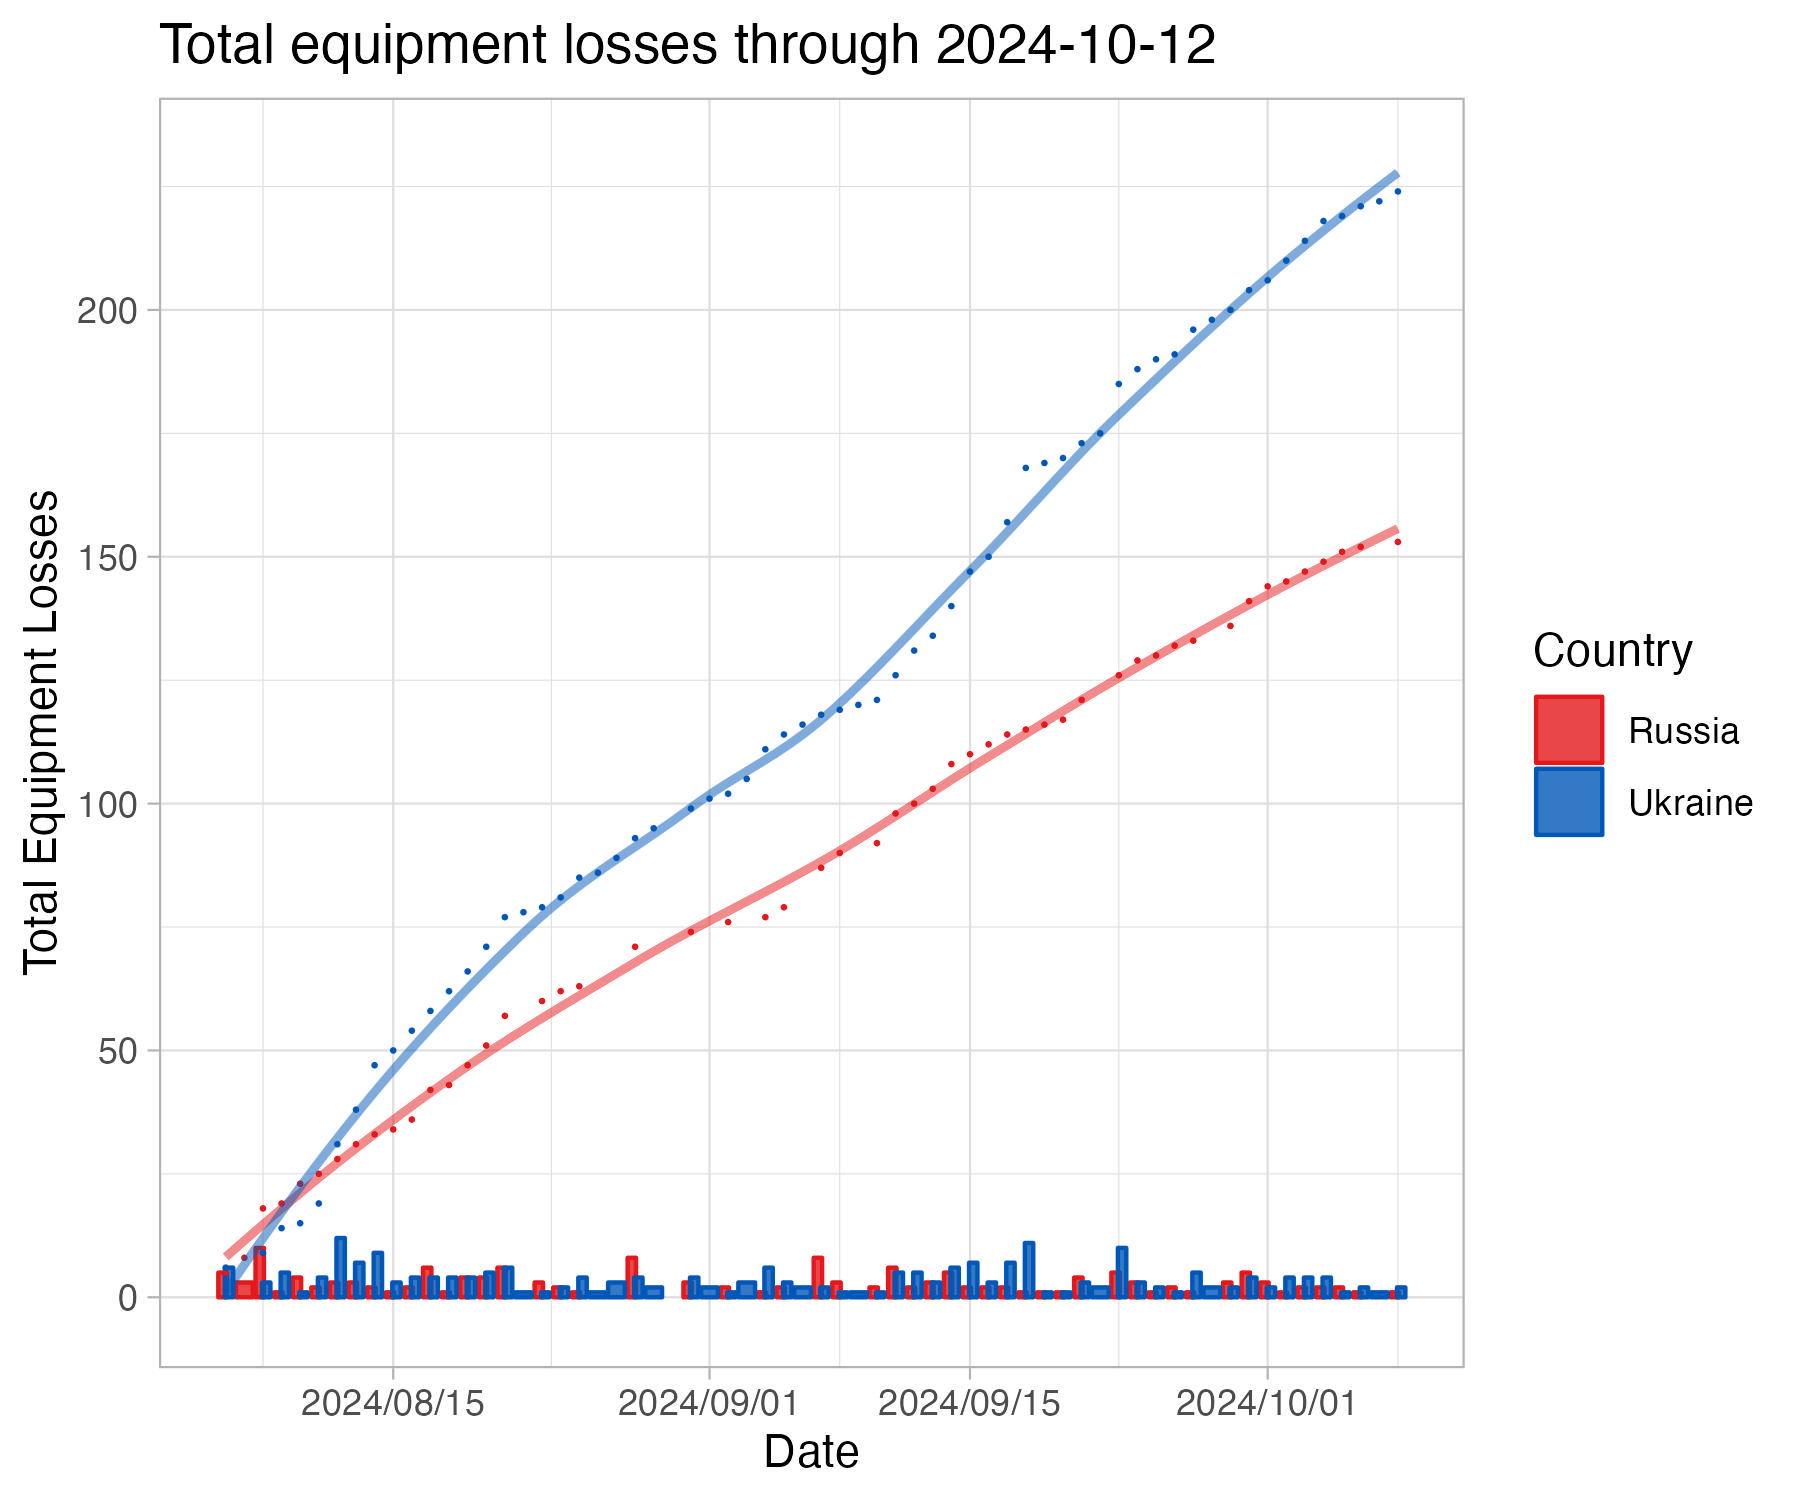 Total equipment losses through 2024-10-12
Total Equipment Losses
200
150
100
50
0
2024/08/15
2024/09/01
2024/09/15
2024/10/01
Date
Country
Russia
Ukraine